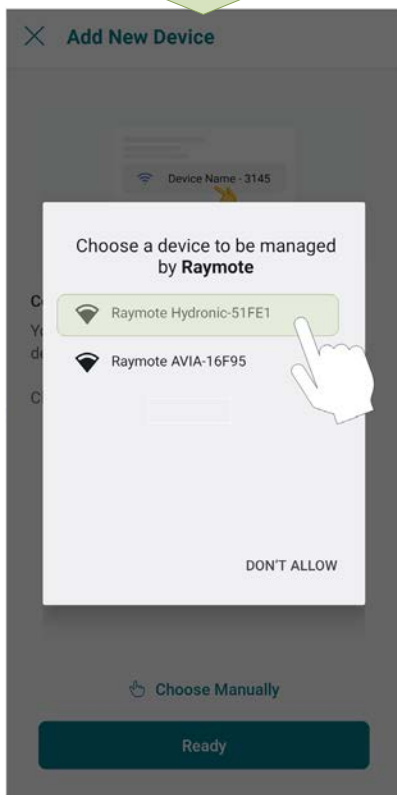 Add New Device
Device Name - 3145
Choose a device to be managed
by Raymote
Raymote Hydronic-51FE1
Raymote AVIA-16F95
DON'T ALLOW
Choose Manually
Ready